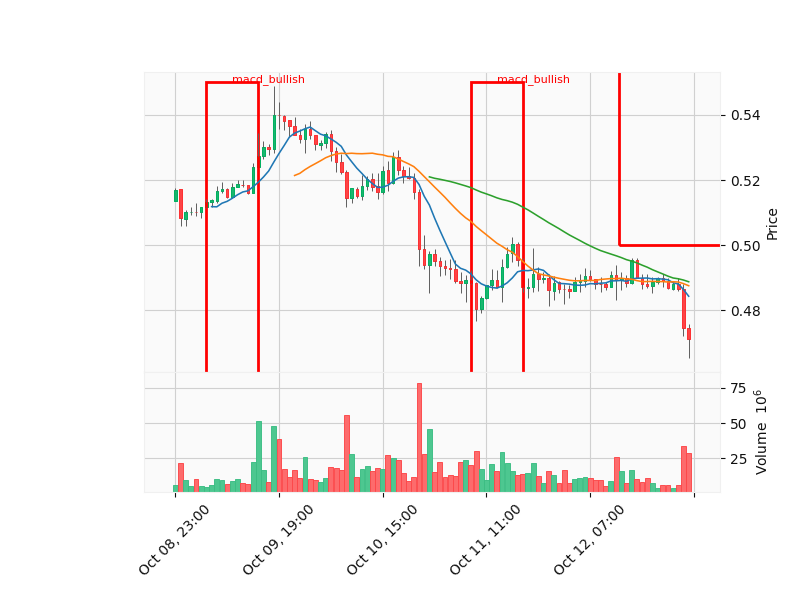 macd_bullish
macd_bullish
0.54
0.52
0.50
0.48
Price
75
50
25
Volume 10^6
Oct 08, 23:00
Oct 09, 19:00
Oct 10, 15:00
Oct 11, 11:00
Oct 12, 07:00